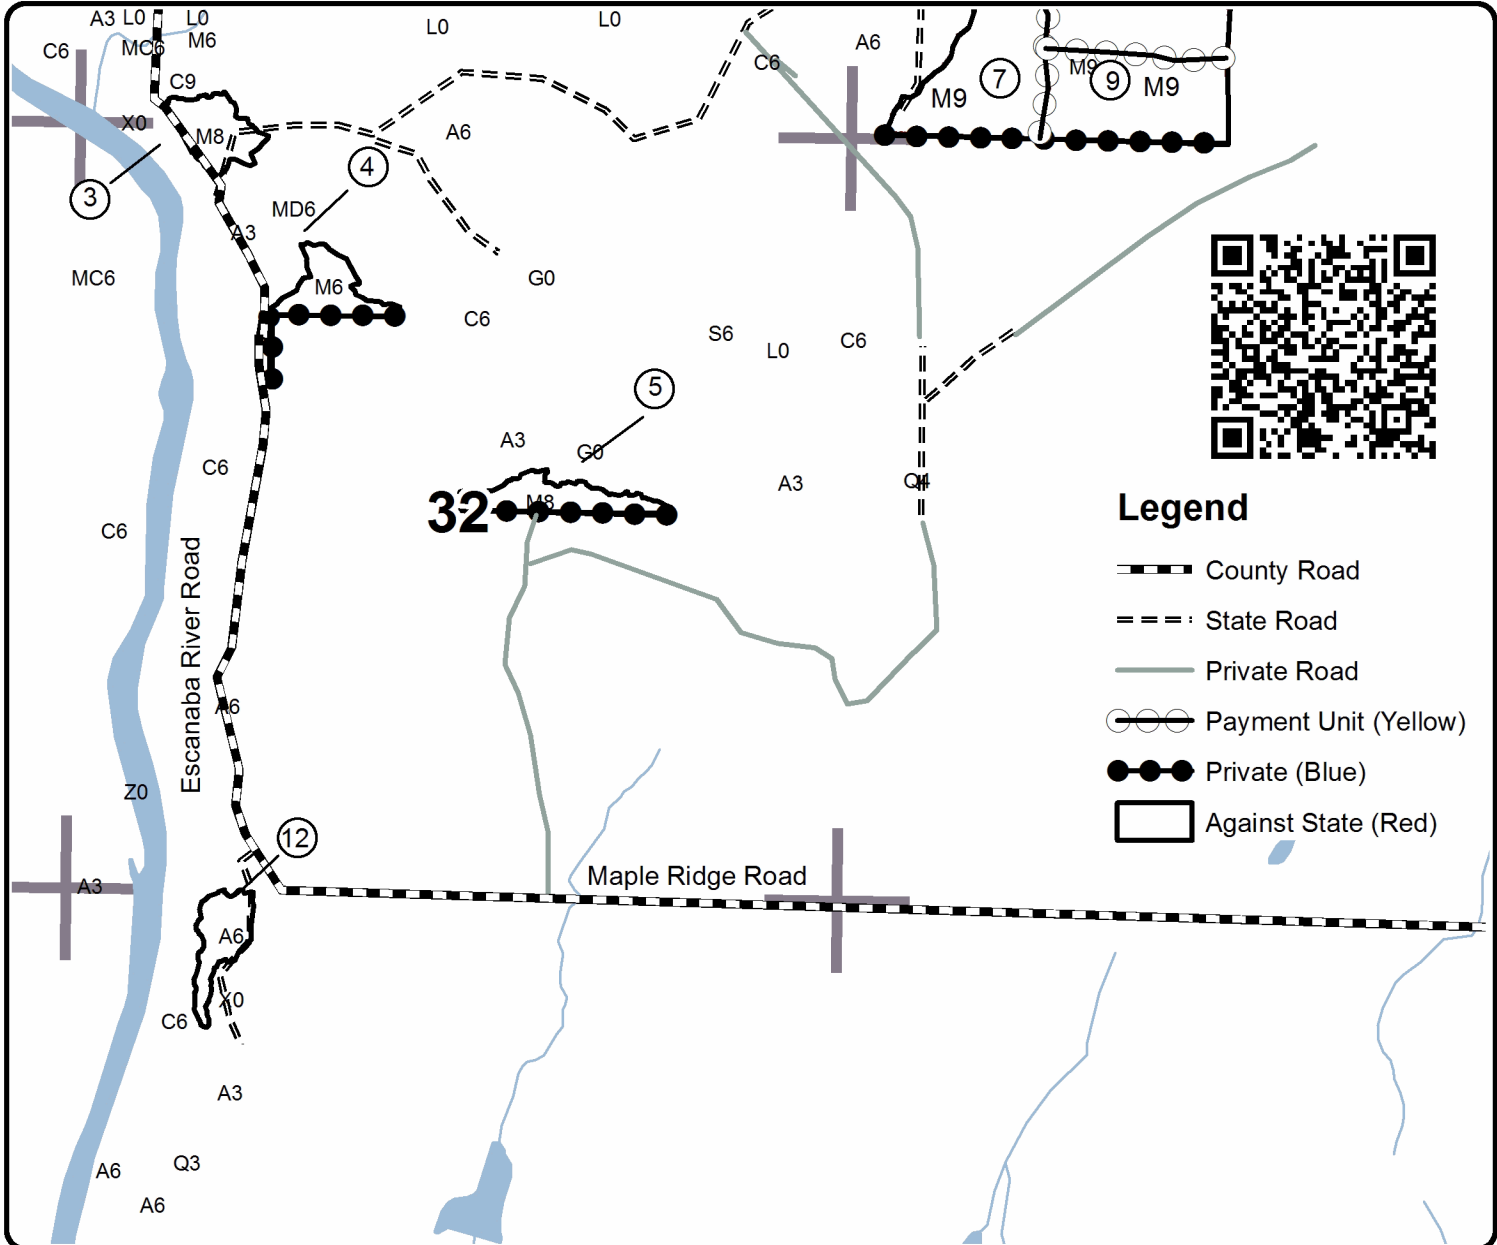 A3 L0 L0
L0
L0
C6
MC6
M6
A6
C6
C9
M9
7
M9
9
M9
X0
M8
A6
3
4
MD6
A3
MC6
M6
G0
C6
S6
L0
C6
5
A3
G0
C6
A3
Q4
M8
32
C6
Escanaba River Road
A6
Z0
12
Maple Ridge Road
A3
A6
X0
C6
A3
Q3
A6
A6
Legend
County Road
State Road
Private Road
Payment Unit (Yellow)
Private (Blue)
Against State (Red)